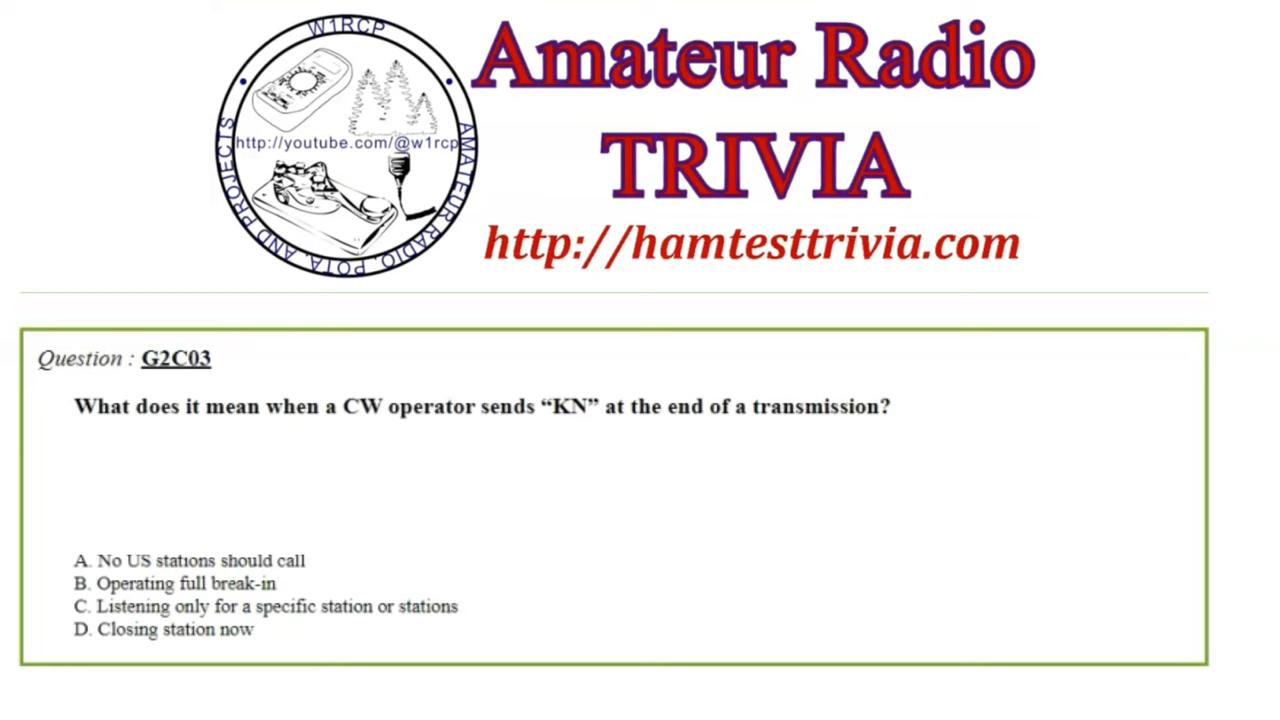 W1RCP
http://youtube.com/@w1rcp
AMATEUR RADIO, POTA, AND PROJECTS
Amateur Radio
TRIVIA
http://hamtesttrivia.com
Question : G2C03
What does it mean when a CW operator sends “KN” at the end of a transmission?
A. No US stations should call
B. Operating full break-in
C. Listening only for a specific station or stations
D. Closing station now